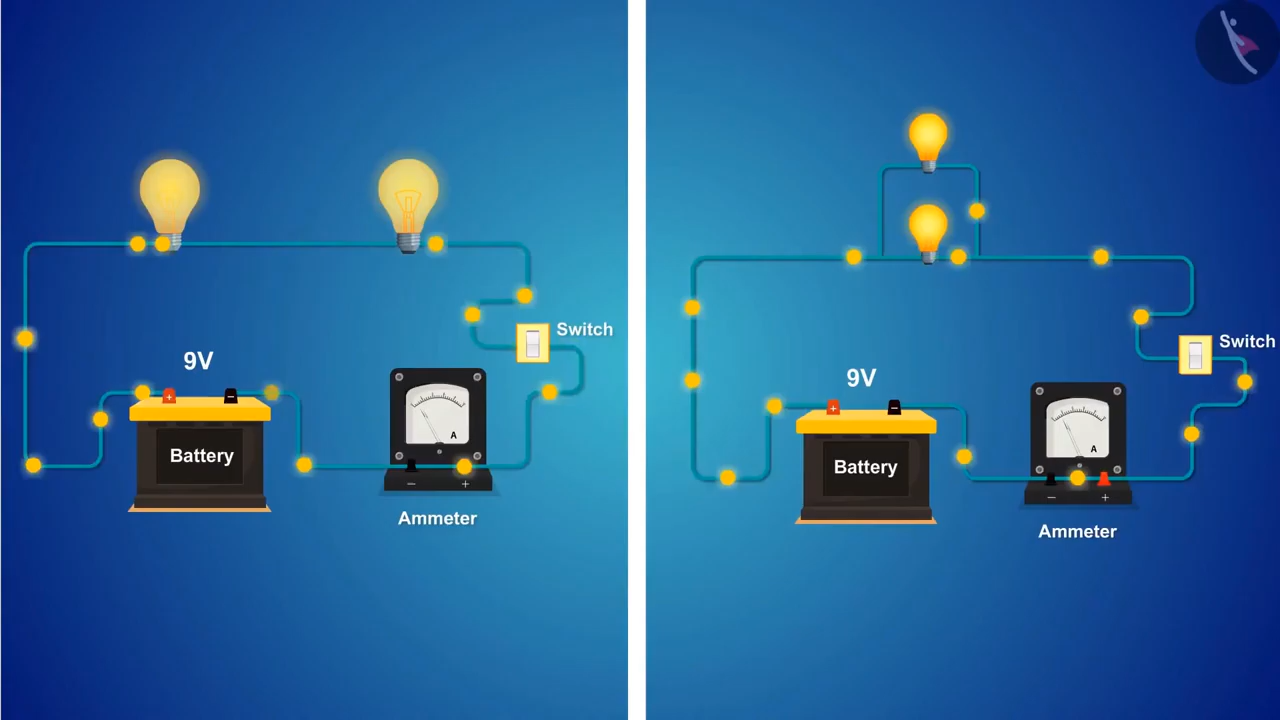 9V
Battery
+
−
Switch
A
−
+
Ammeter
9V
Battery
+
−
Switch
A
−
+
Ammeter